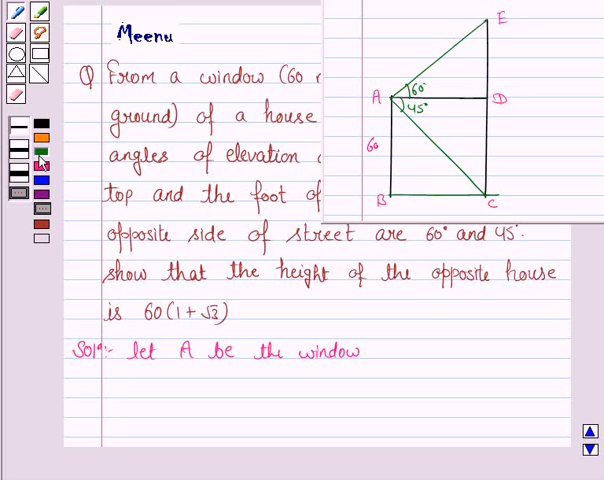 Meenu
Q From a window (60
ground) of a house
angles of elevation
top and the foot of
opposite side of street are 60° and 45°.
show that the height of the opposite house
is 60(1+√3)
Solⁿ:- let A be the window
E
A 60° D
45°
60
B C